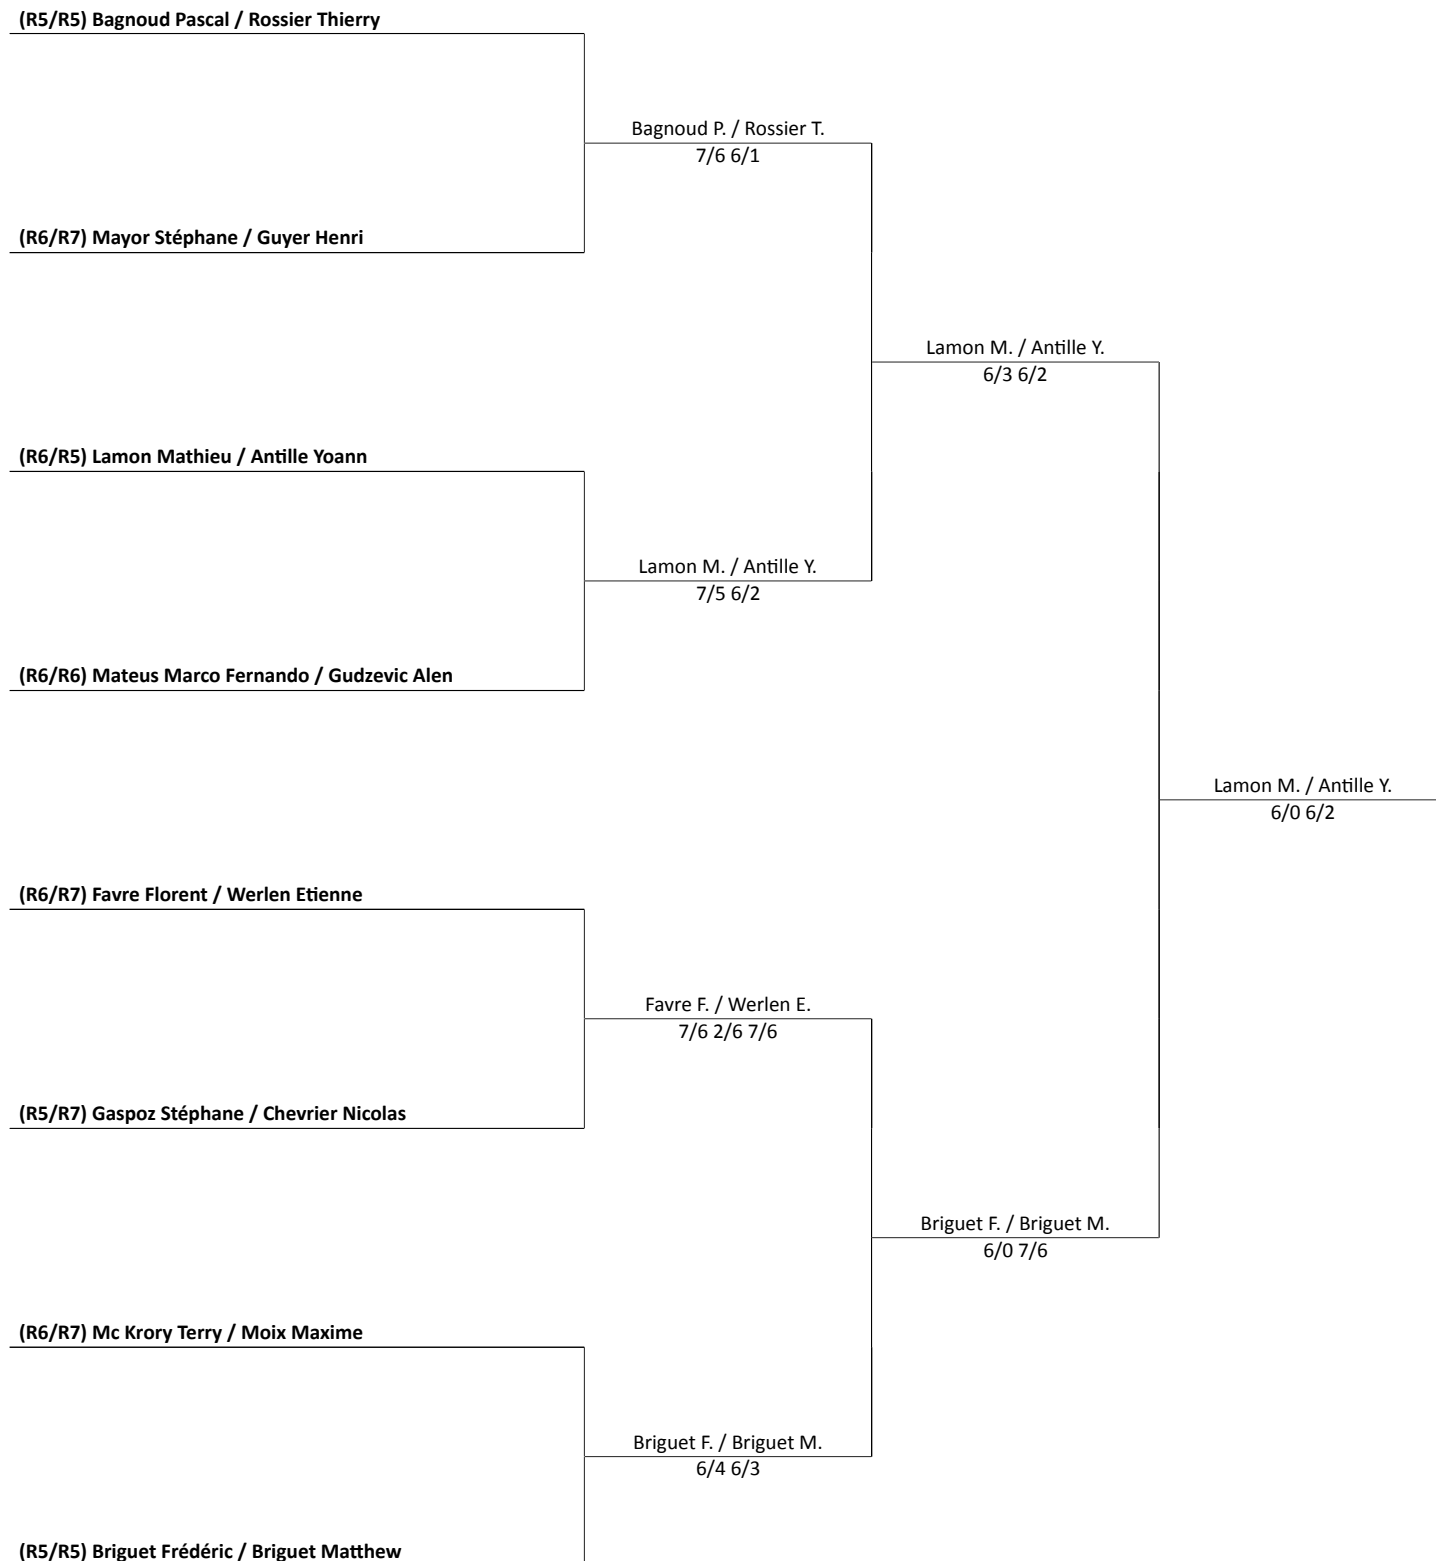 (R5/R5) Bagnoud Pascal / Rossier Thierry
Bagnoud P. / Rossier T.
7/6 6/1
(R6/R7) Mayor Stéphane / Guyer Henri
Lamon M. / Antille Y.
6/3 6/2
(R6/R5) Lamon Mathieu / Antille Yoann
Lamon M. / Antille Y.
7/5 6/2
(R6/R6) Mateus Marco Fernando / Gudzevic Alen
Lamon M. / Antille Y.
6/0 6/2
(R6/R7) Favre Florent / Werlen Etienne
Favre F. / Werlen E.
7/6 2/6 7/6
(R5/R7) Gaspoz Stéphane / Chevrier Nicolas
Briguet F. / Briguet M.
6/0 7/6
(R6/R7) Mc Krory Terry / Moix Maxime
Briguet F. / Briguet M.
6/4 6/3
(R5/R5) Briguet Frédéric / Briguet Matthew